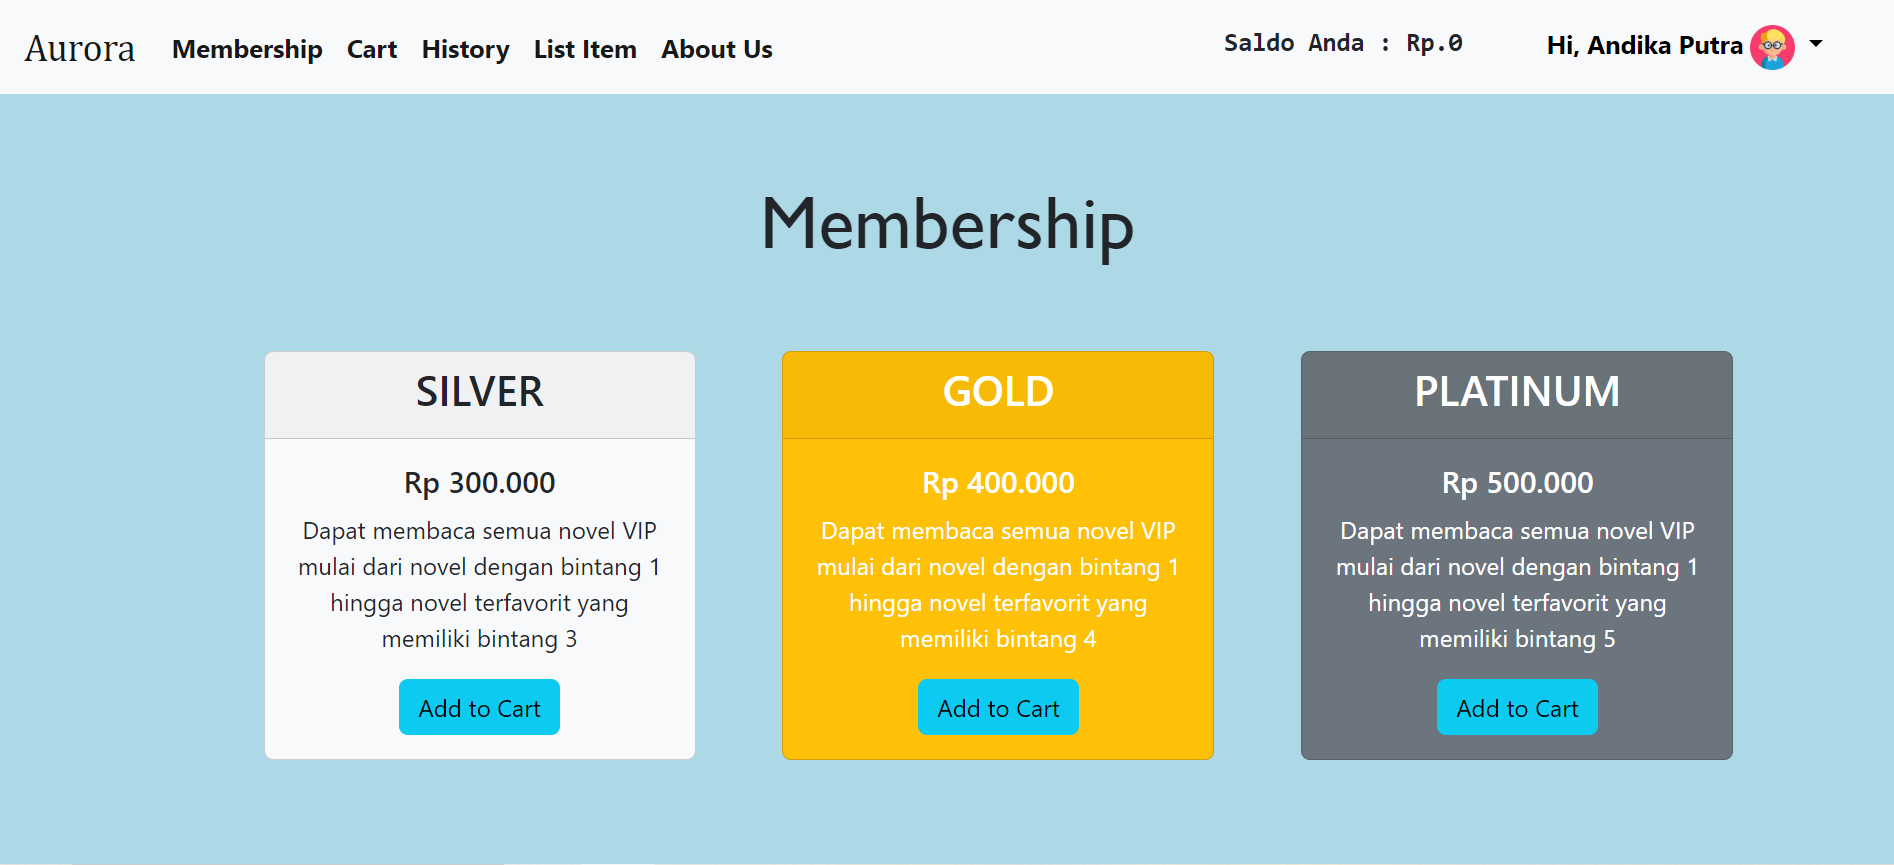 Aurora Membership Cart History List Item About Us Saldo Anda : Rp.0 Hi, Andika Putra
Membership
SILVER
Rp 300.000
Dapat membaca semua novel VIP
mulai dari novel dengan bintang 1
hingga novel terfavorit yang
memiliki bintang 3
Add to Cart
GOLD
Rp 400.000
Dapat membaca semua novel VIP
mulai dari novel dengan bintang 1
hingga novel terfavorit yang
memiliki bintang 4
Add to Cart
PLATINUM
Rp 500.000
Dapat membaca semua novel VIP
mulai dari novel dengan bintang 1
hingga novel terfavorit yang
memiliki bintang 5
Add to Cart